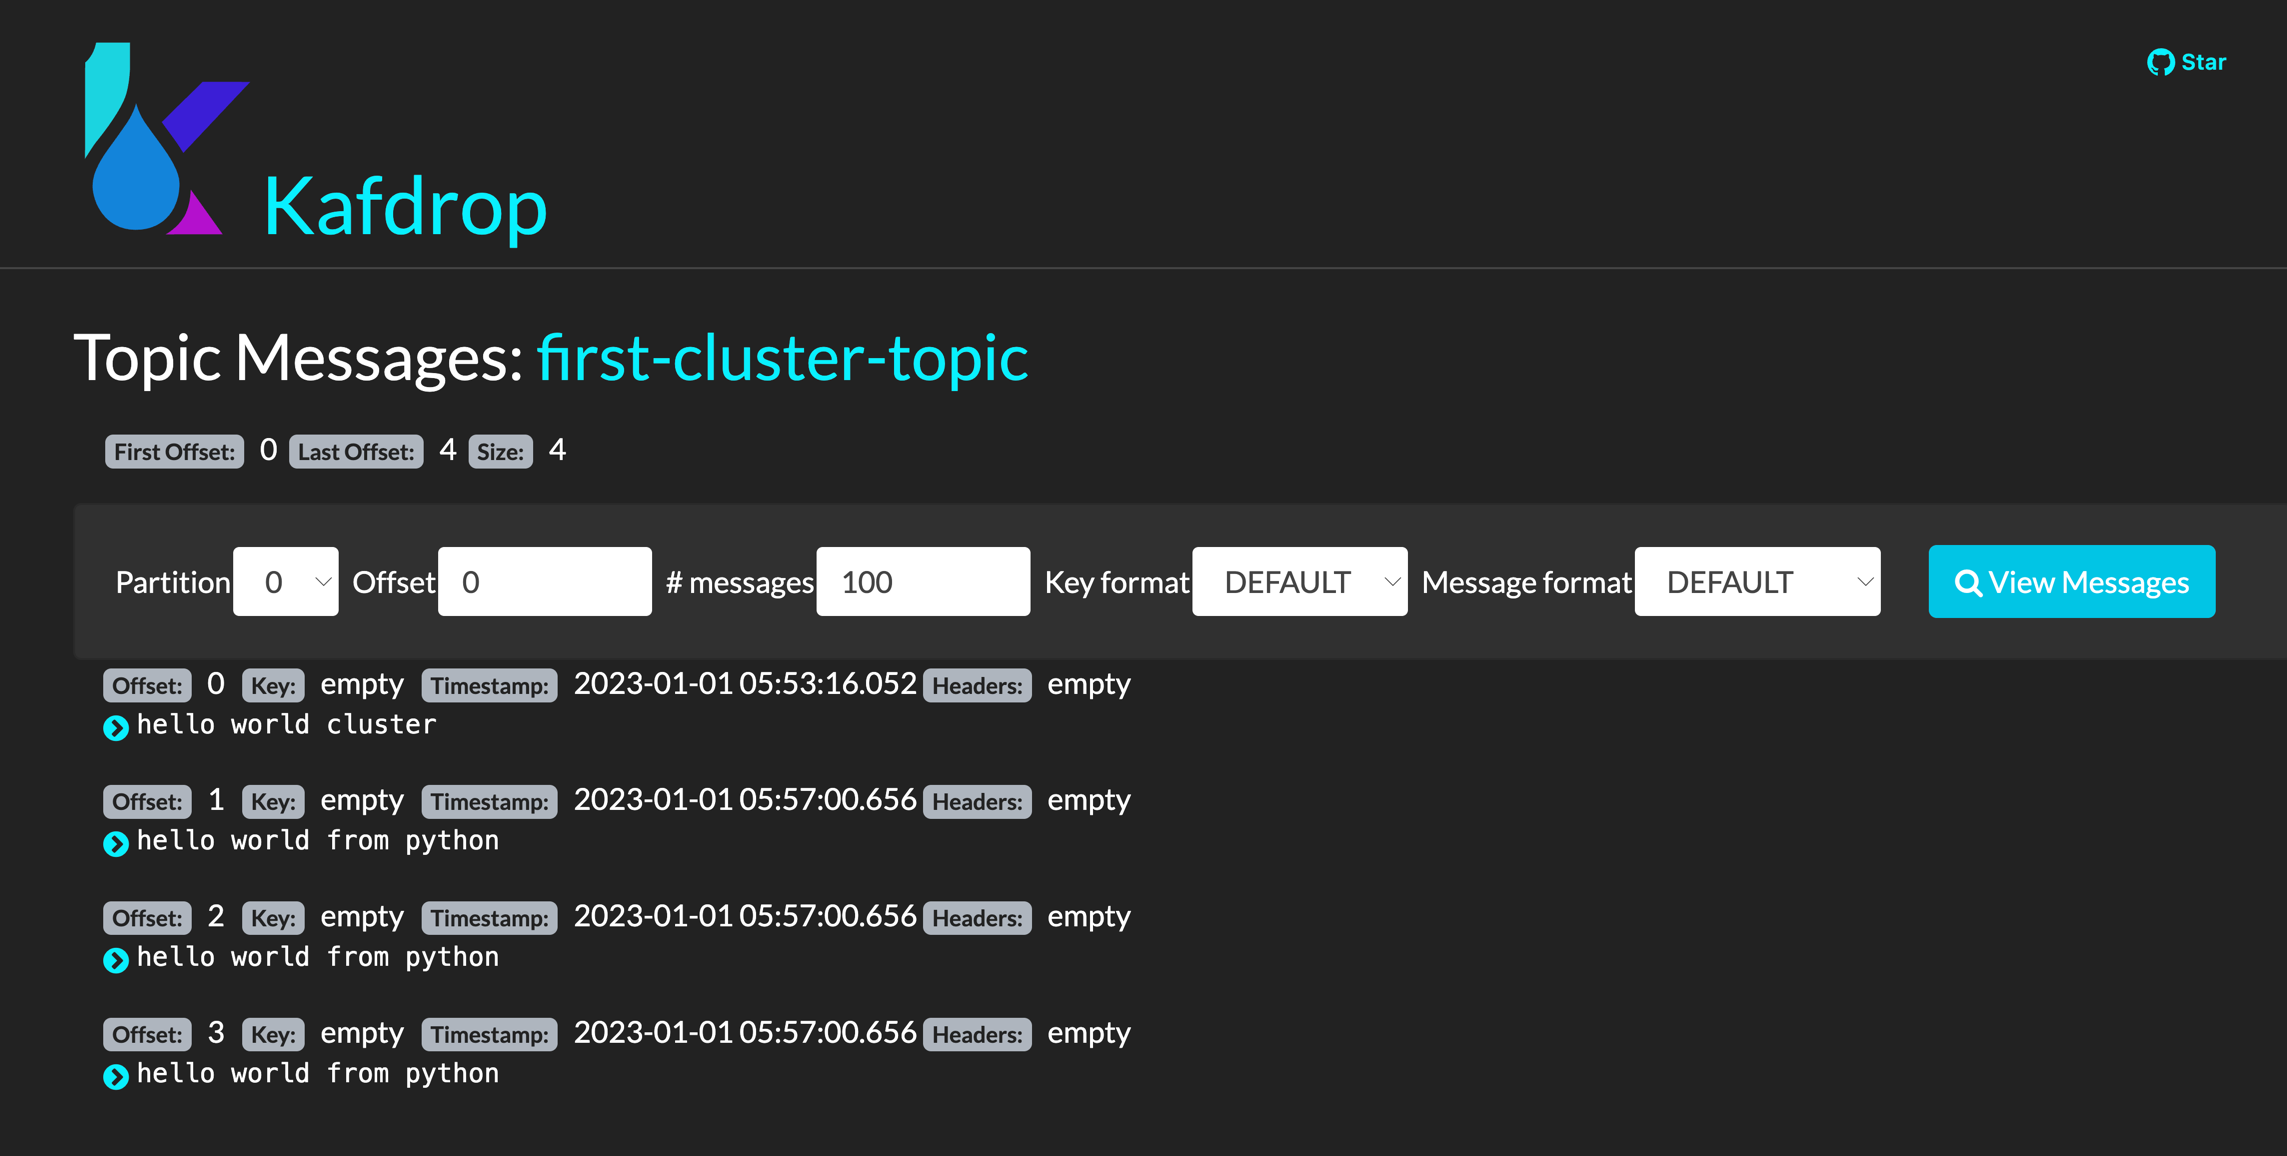 Star
Kafdrop
Topic Messages: first-cluster-topic
First Offset: 0 Last Offset: 4 Size: 4
Partition 0 Offset 0 # messages 100 Key format DEFAULT Message format DEFAULT View Messages
Offset: 0 Key: empty Timestamp: 2023-01-01 05:53:16.052 Headers: empty
hello world cluster
Offset: 1 Key: empty Timestamp: 2023-01-01 05:57:00.656 Headers: empty
hello world from python
Offset: 2 Key: empty Timestamp: 2023-01-01 05:57:00.656 Headers: empty
hello world from python
Offset: 3 Key: empty Timestamp: 2023-01-01 05:57:00.656 Headers: empty
hello world from python